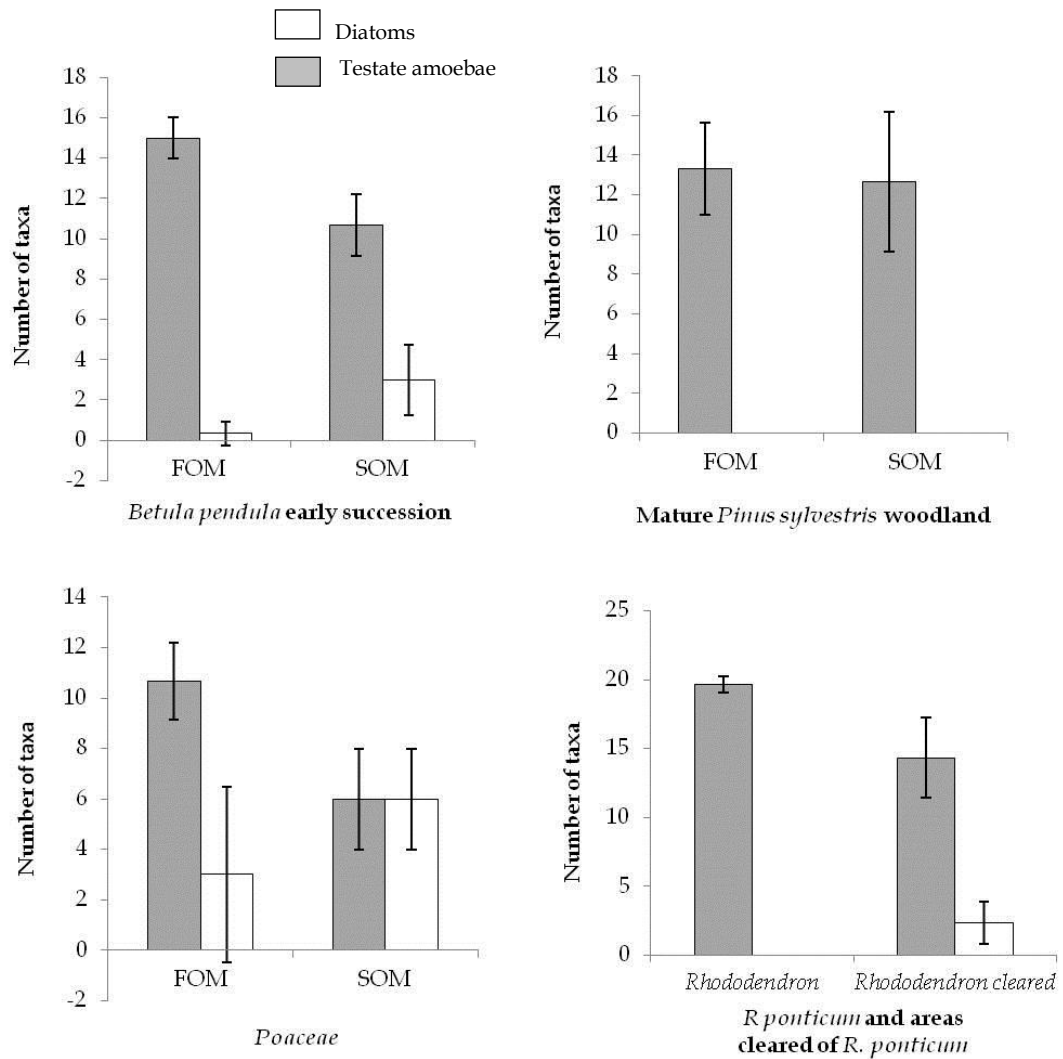 Diatoms
Testate amoebae
18
16
14
12
10
8
6
4
2
0
-2
Number of taxa
FOM SOM
Betula pendula early succession
18
16
14
12
10
8
6
4
2
0
Number of taxa
FOM SOM
Mature Pinus sylvestris woodland
14
12
10
8
6
4
2
0
-2
Number of taxa
FOM SOM
Poaceae
25
20
15
10
5
0
Number of taxa
Rhododendron Rhododendron cleared
R ponticum and areas
cleared of R. ponticum